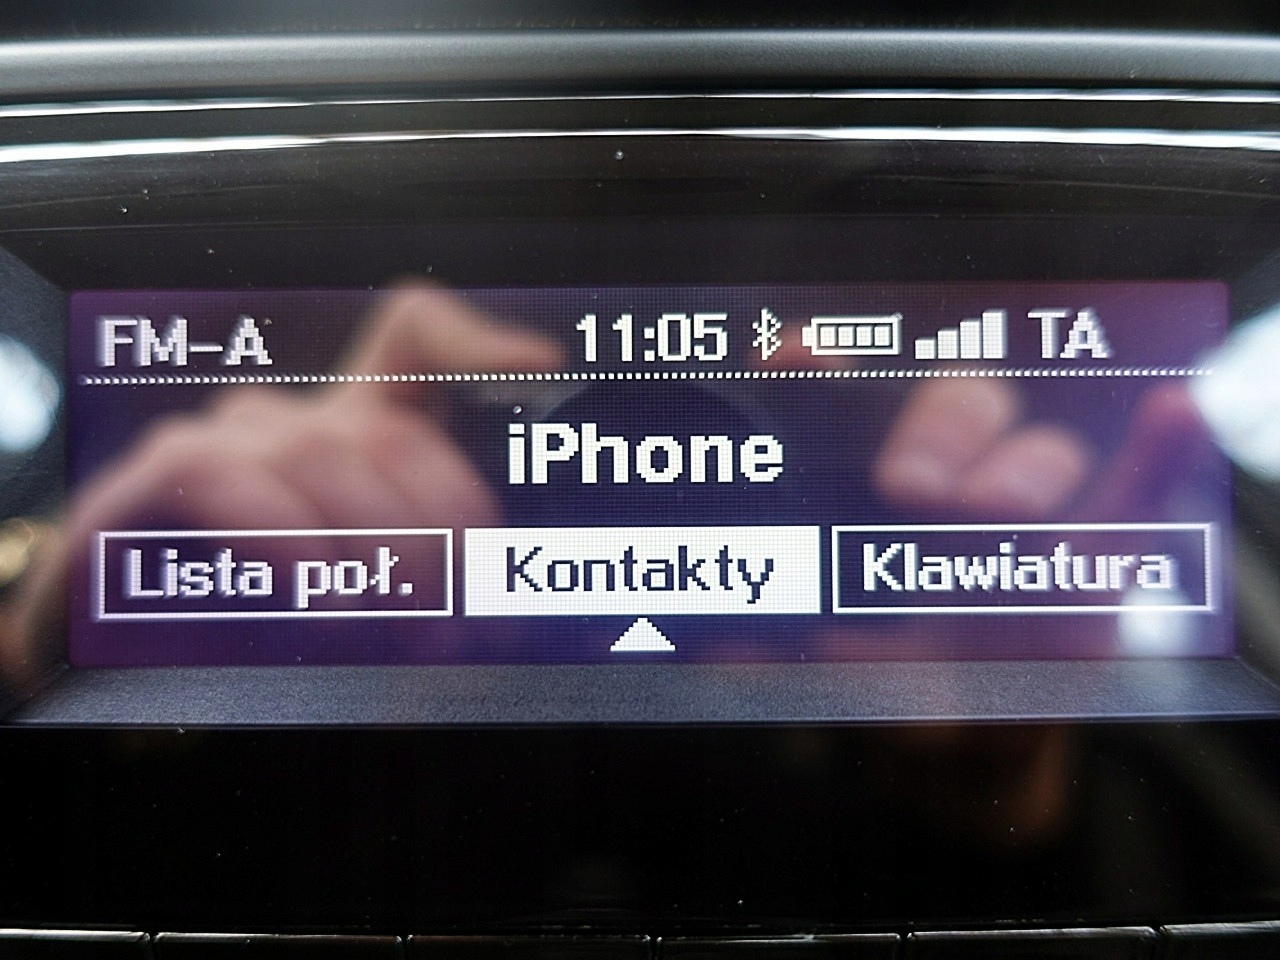 FM-A 11:05 TA
iPhone
Lista poł. Kontakty Klawiatura